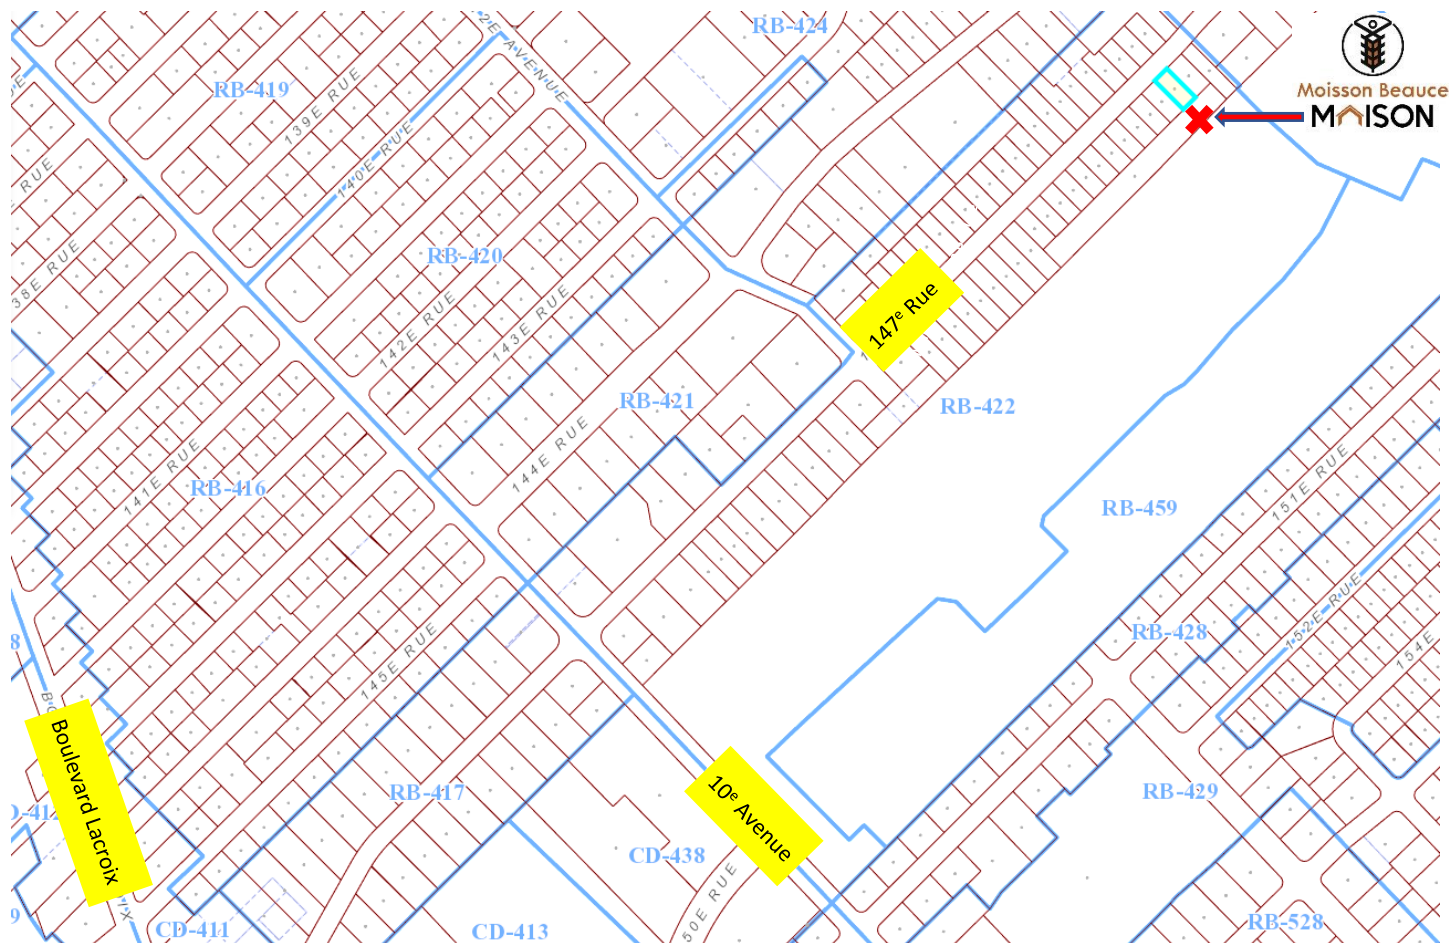 RB-424
2E AVENUE
RB-419
139E RUE
Moisson Beauce
MAISON
140E RUE
RUE
38E RUE
RB-420
147e Rue
142E RUE
143E RUE
RB-421
RB-422
144E RUE
141E RUE
RB-416
RB-459
151E RUE
152E RUE
RB-428
154E
145E RUE
Boulevard Lacroix
10e Avenue
RB-417
RB-429
CD-438
50E RUE
CD-411
CD-413
RB-528